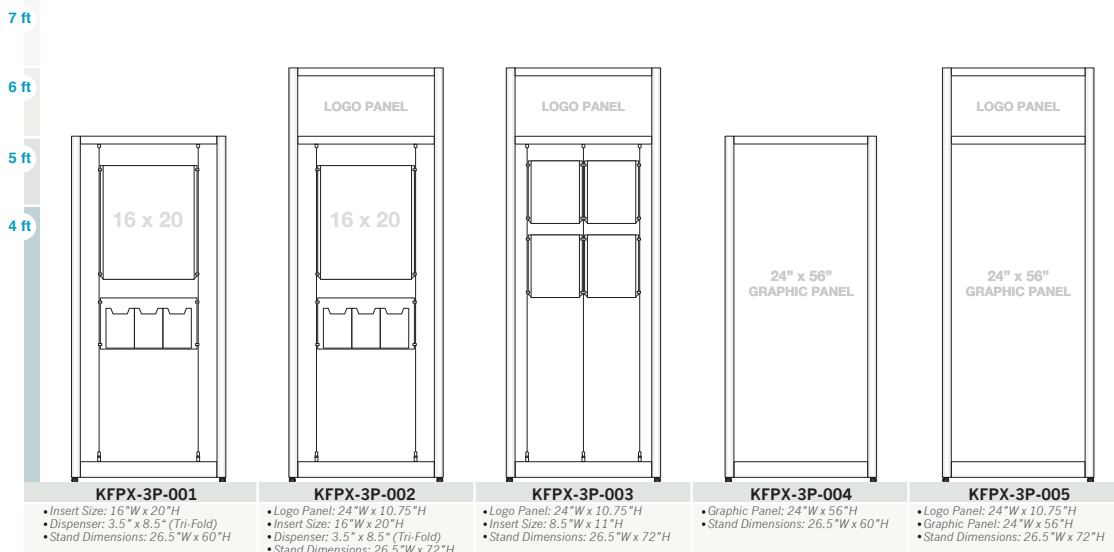 7 ft
6 ft
5 ft
4 ft
LOGO PANEL
LOGO PANEL
LOGO PANEL
16 x 20
16 x 20
24” x 56”
GRAPHIC PANEL
24” x 56”
GRAPHIC PANEL
KFPX-3P-001
• Insert Size: 16”W x 20”H
• Dispenser: 3.5” x 8.5“ (Tri-Fold)
• Stand Dimensions: 26.5”W x 60”H
KFPX-3P-002
• Logo Panel: 24”W x 10.75”H
• Insert Size: 16”W x 20”H
• Dispenser: 3.5” x 8.5“ (Tri-Fold)
• Stand Dimensions: 26.5”W x 72”H
KFPX-3P-003
• Logo Panel: 24”W x 10.75”H
• Insert Size: 8.5”W x 11”H
• Stand Dimensions: 26.5”W x 72”H
KFPX-3P-004
• Graphic Panel: 24”W x 56”H
• Stand Dimensions: 26.5”W x 60”H
KFPX-3P-005
• Logo Panel: 24”W x 10.75”H
• Graphic Panel: 24”W x 56”H
• Stand Dimensions: 26.5”W x 72”H